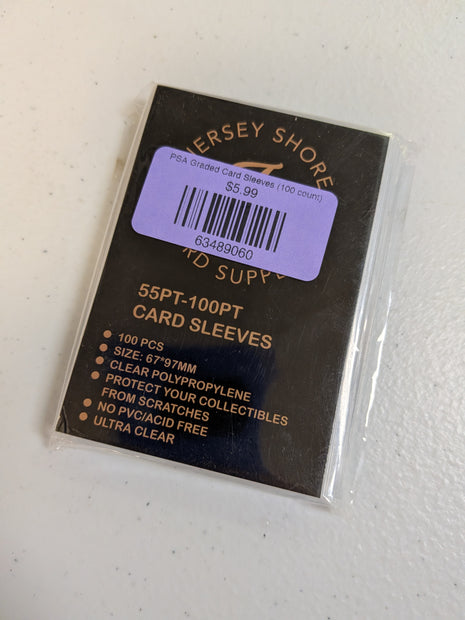 JERSEY SHORE
PSA Graded Card Sleeves (100 count)
$5.99
63489060
RD SUPP
55PT-100PT
CARD SLEEVES
100 PCS
SIZE: 67*97MM
CLEAR POLYPROPYLENE
PROTECT YOUR COLLECTIBLES
FROM SCRATCHES
NO PVC/ACID FREE
ULTRA CLEAR